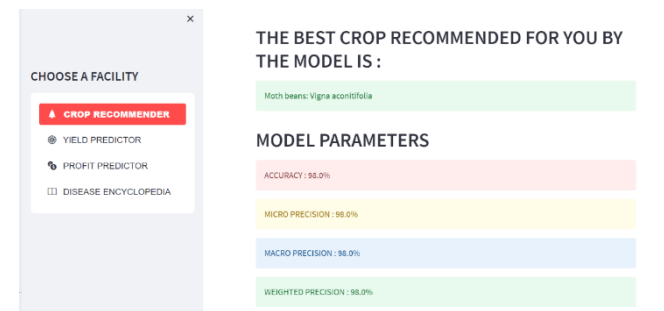 ×
CHOOSE A FACILITY
CROP RECOMMENDER
YIELD PREDICTOR
PROFIT PREDICTOR
DISEASE ENCYCLOPEDIA
THE BEST CROP RECOMMENDED FOR YOU BY
THE MODEL IS :
Moth beans: Vigna aconitifolia
MODEL PARAMETERS
ACCURACY : 98.0%
MICRO PRECISION : 98.0%
MACRO PRECISION : 98.0%
WEIGHTED PRECISION : 98.0%